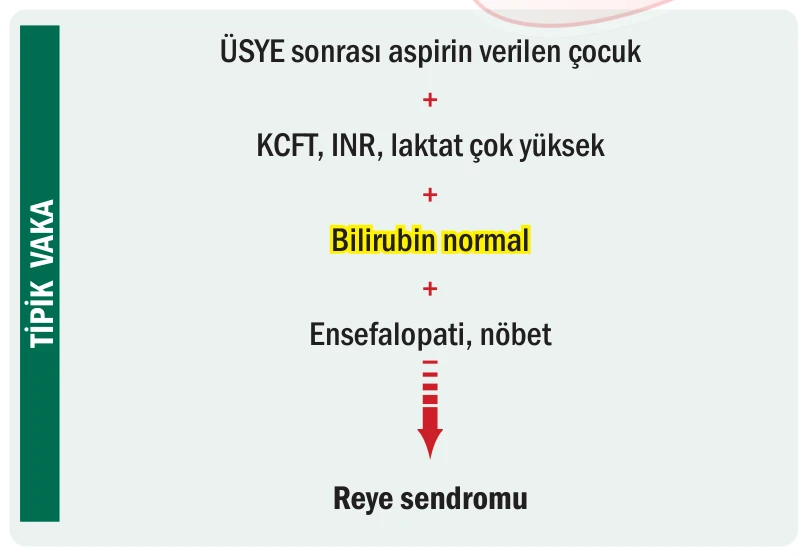 TİPİK VAKA
ÜSYE sonrası aspirin verilen çocuk
+
KCFT, INR, laktat çok yüksek
+
Bilirubin normal
+
Ensefalopati, nöbet
Reye sendromu